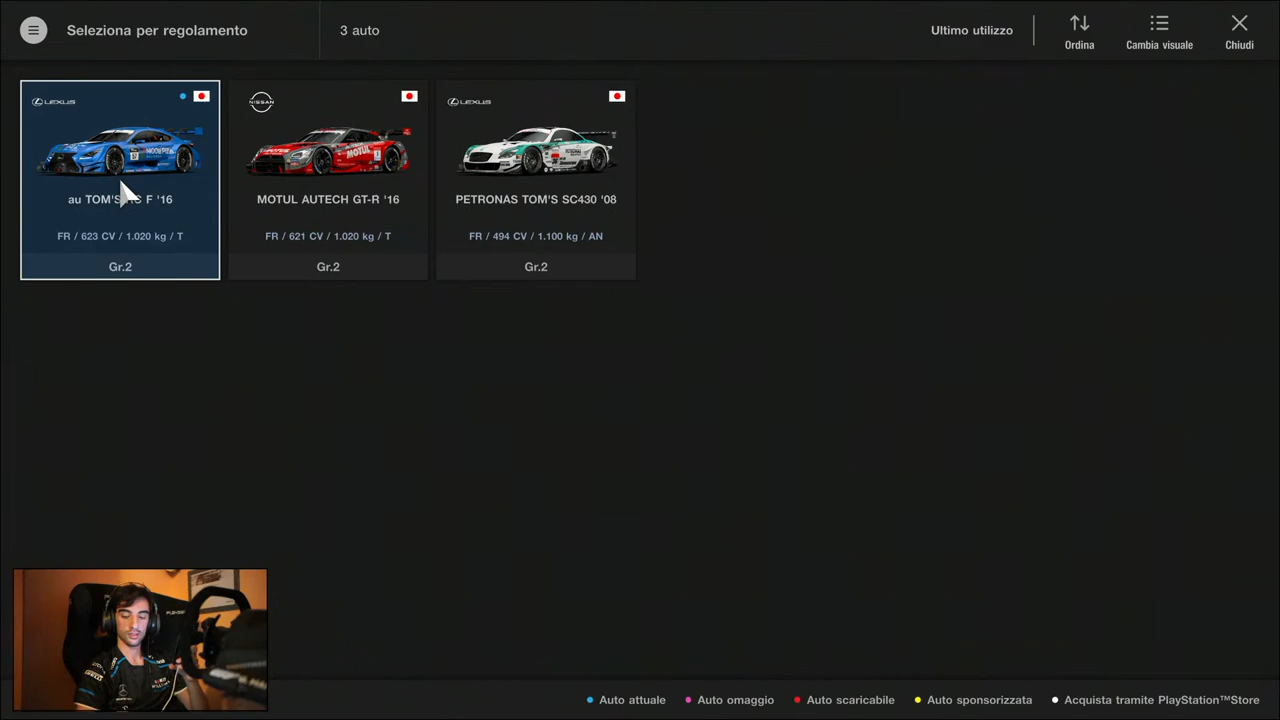 Seleziona per regolamento
3 auto
Ultimo utilizzo
Ordina
Cambia visuale
Chiudi
LEXUS
au TOM'S RC F '16
FR / 623 CV / 1.020 kg / T
Gr.2
NISSAN
MOTUL
MOTUL AUTECH GT-R '16
FR / 621 CV / 1.020 kg / T
Gr.2
LEXUS
PETRONAS TOM'S SC430 '08
FR / 494 CV / 1.100 kg / AN
Gr.2
Auto attuale
Auto omaggio
Auto scaricabile
Auto sponsorizzata
Acquista tramite PlayStation™Store